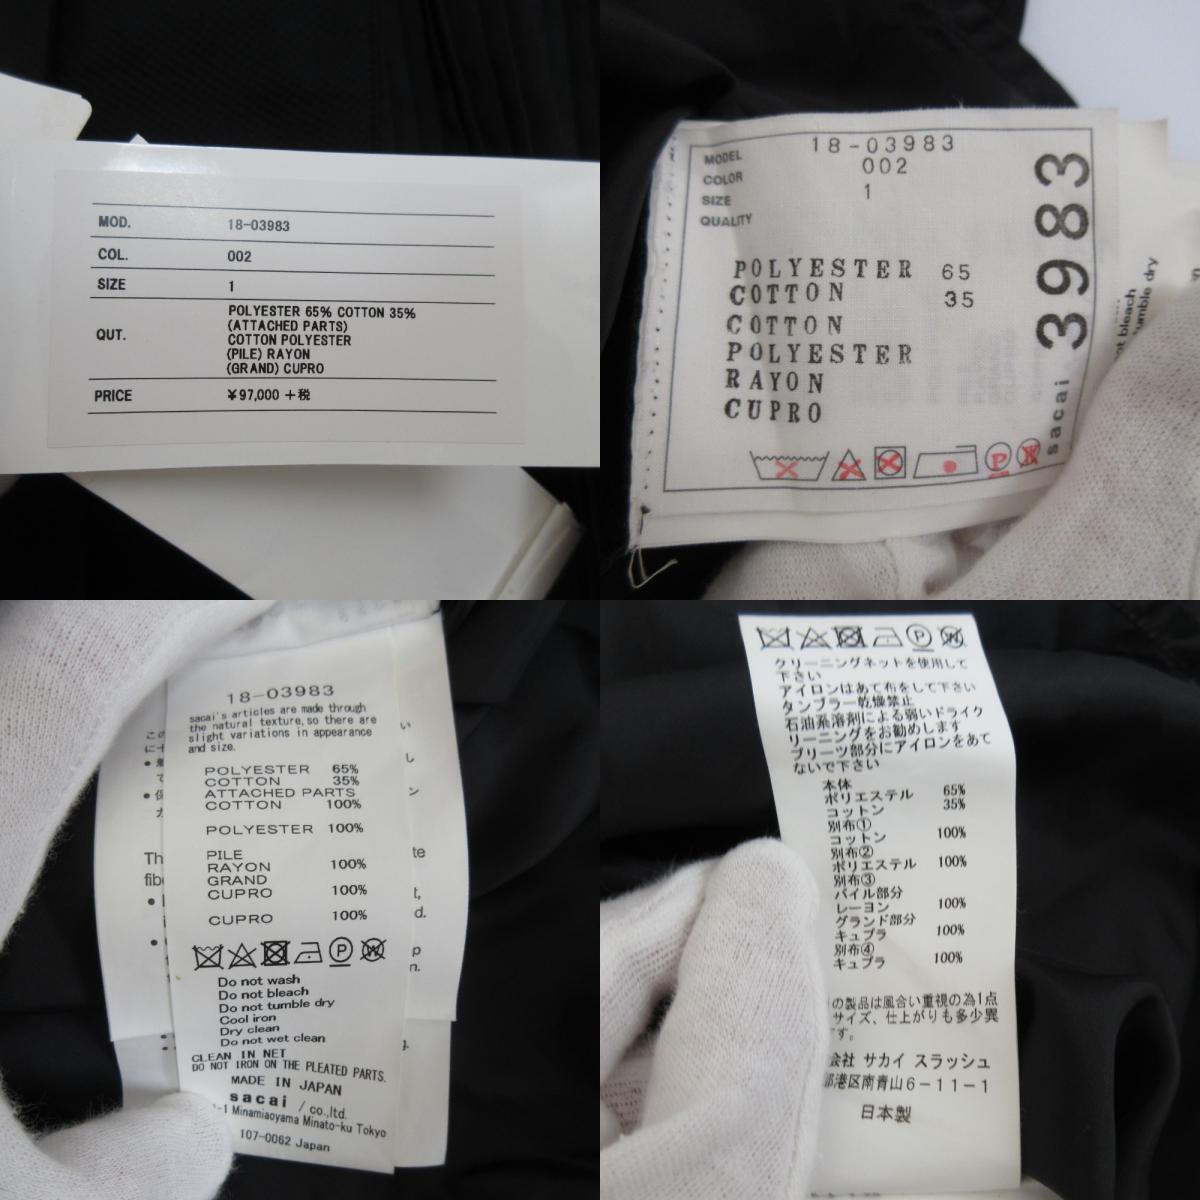 MOD. 18-03983
COL. 002
SIZE 1
QUT. POLYESTER 65% COTTON 35%
(ATTACHED PARTS)
COTTON POLYESTER
(PILE) RAYON
(GRAND) CUPRO
PRICE ¥97,000 +税
MODEL 18-03983
COLOR 002
SIZE 1
QUALITY
POLYESTER 65
COTTON 35
COTTON
POLYESTER
RAYON
CUPRO
sacai 3983
P
ot bleach
tumble dry
18-03983
sacai's articles are made through
the natural texture, so there are
slight variations in appearance
and size.
POLYESTER 65%
COTTON 35%
ATTACHED PARTS
COTTON 100%
POLYESTER 100%
PILE
RAYON 100%
GRAND
CUPRO 100%
CUPRO 100%
P W
Do not wash
Do not bleach
Do not tumble dry
Cool iron
Dry clean
Do not wet clean
CLEAN IN NET
DO NOT IRON ON THE PLEATED PARTS.
MADE IN JAPAN
sacai / co.,ltd.
-1 Minamiaoyama Minato-ku Tokyo
107-0062 Japan
P W
クリーニングネットを使用して
下さい
アイロンはあて布をして下さい
タンブラー乾燥禁止
石油系溶剤による弱いドライク
リーニングをお勧めします
プリーツ部分にアイロンをあて
ないで下さい
本体
ポリエステル 65%
コットン 35%
別布①
コットン 100%
別布②
ポリエステル 100%
別布③
パイル部分
レーヨン 100%
グランド部分
キュプラ 100%
別布④
キュプラ 100%
の製品は風合い重視の為1点
サイズ、仕上がりも多少異
す。
会社 サカイ スラッシュ
港区南青山6-11-1
日本製